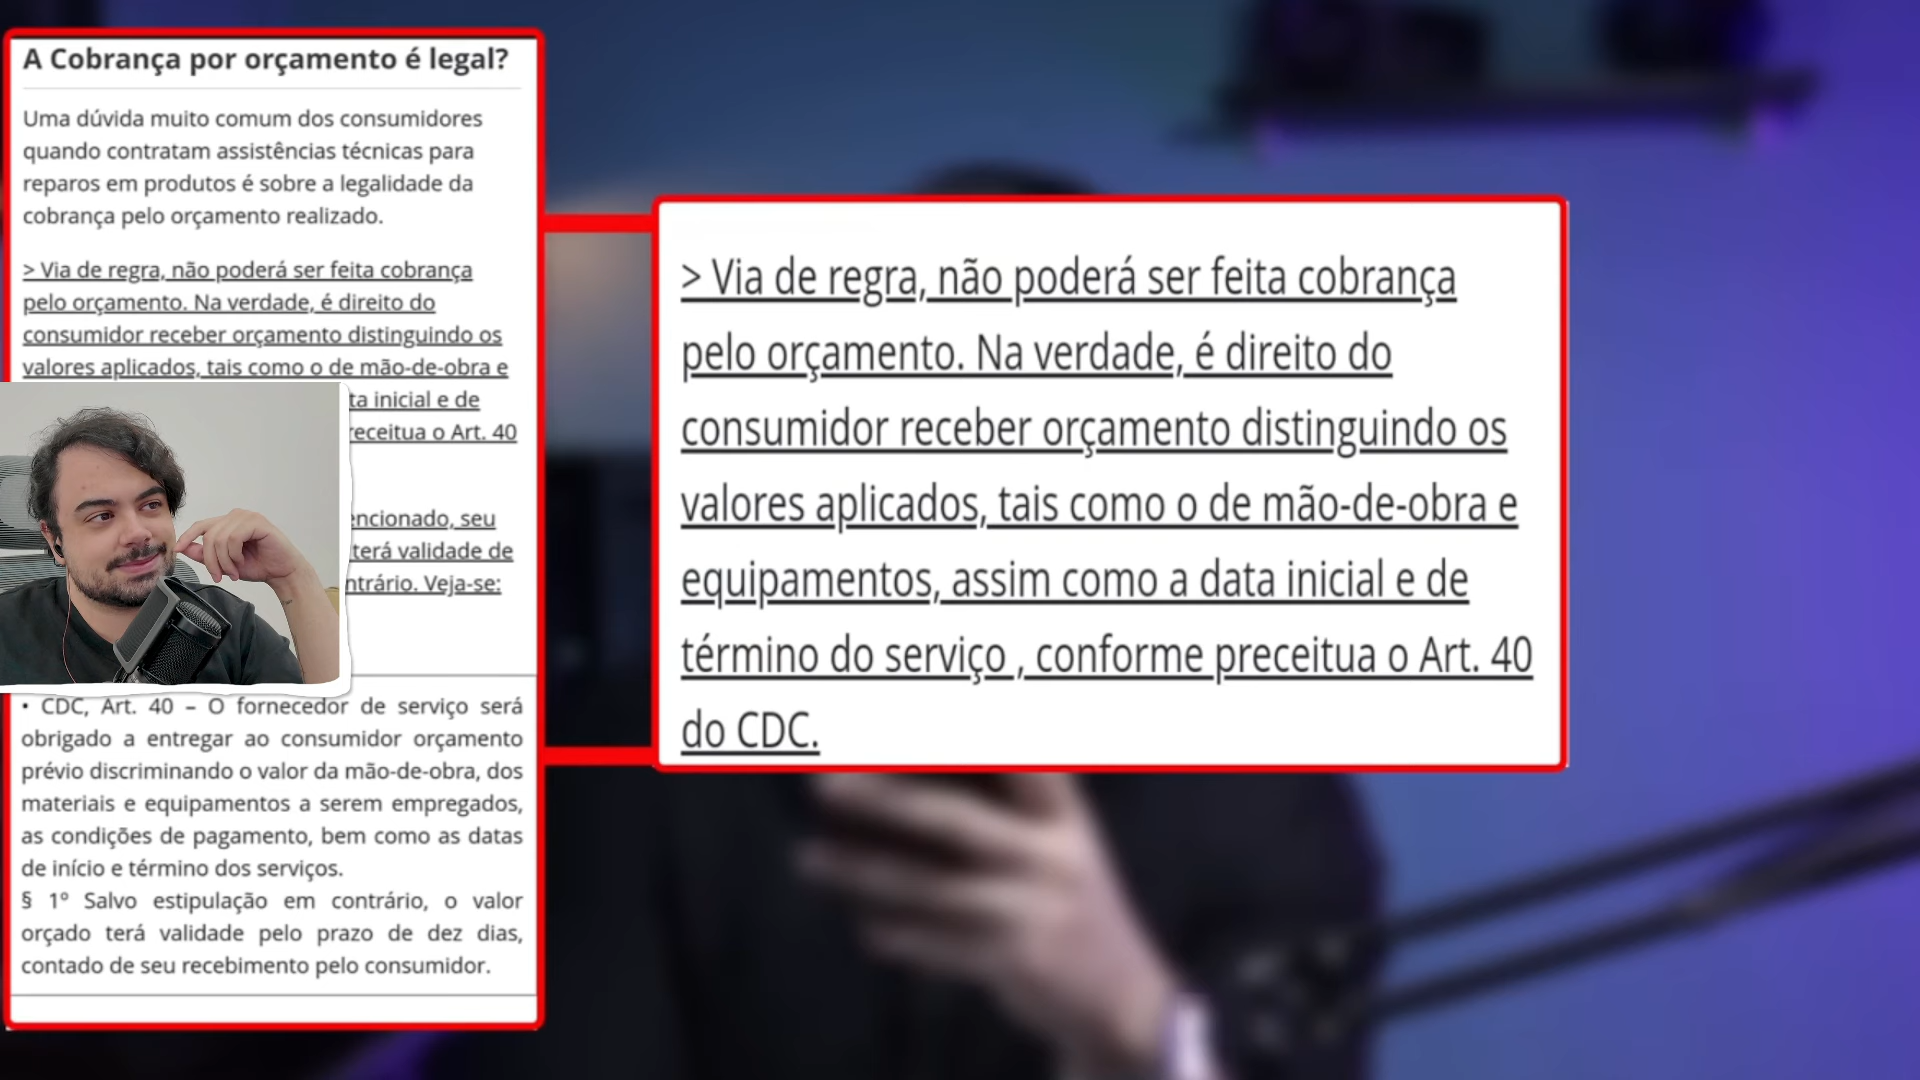 A Cobrança por orçamento é legal?
Uma dúvida muito comum dos consumidores
quando contratam assistências técnicas para
reparos em produtos é sobre a legalidade da
cobrança pelo orçamento realizado.
> Via de regra, não poderá ser feita cobrança
pelo orçamento. Na verdade, é direito do
consumidor receber orçamento distinguindo os
valores aplicados, tais como o de mão-de-obra e
inicial e de
o Art. 40
seu
terá validade de
Veja-se:
• CDC, Art. 40 – O fornecedor de serviço será
obrigado a entregar ao consumidor orçamento
prévio discriminando o valor da mão-de-obra, dos
materiais e equipamentos a serem empregados,
as condições de pagamento, bem como as datas
de início e término dos serviços.
§ 1º Salvo estipulação em contrário, o valor
orçado terá validade pelo prazo de dez dias,
contado de seu recebimento pelo consumidor.
> Via de regra, não poderá ser feita cobrança
pelo orçamento. Na verdade, é direito do
consumidor receber orçamento distinguindo os
valores aplicados, tais como o de mão-de-obra e
equipamentos, assim como a data inicial e de
término do serviço , conforme preceitua o Art. 40
do CDC.